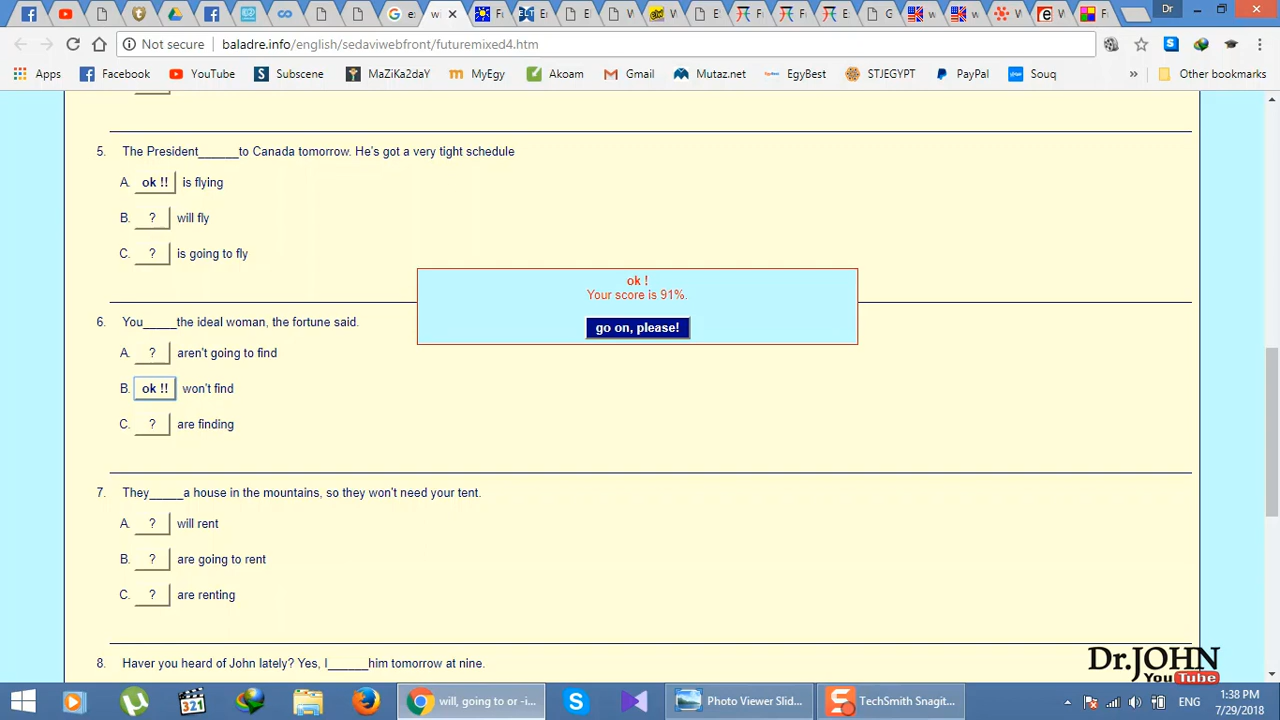 Dr
Not secure
baladre.info/english/sedaviwebfront/futuremixed4.htm
Apps
Facebook
YouTube
Subscene
MaZiKa2daY
MyEgy
Akoam
Gmail
Mutaz.net
EgyBest
STJEGYPT
PayPal
Souq
»
Other bookmarks
5. The President______to Canada tomorrow. He's got a very tight schedule
A. ok !! is flying
B. ? will fly
C. ? is going to fly
ok !
Your score is 91%.
go on, please!
6. You_____the ideal woman, the fortune said.
A. ? aren't going to find
B. ok !! won't find
C. ? are finding
7. They_____a house in the mountains, so they won't need your tent.
A. ? will rent
B. ? are going to rent
C. ? are renting
8. Haver you heard of John lately? Yes, I______him tomorrow at nine.
Dr.JOHN
YouTube
321
will, going to or -i...
Photo Viewer Slid...
TechSmith Snagit...
ENG
1:38 PM
7/29/2018